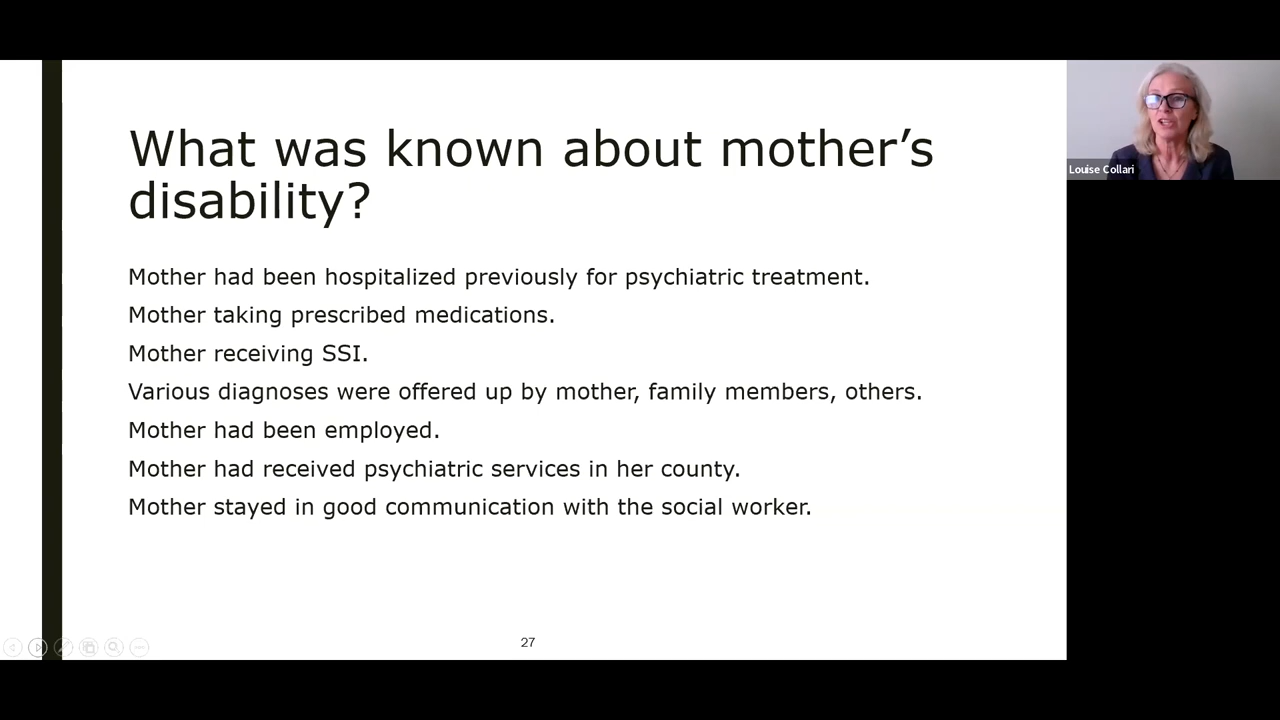 What was known about mother’s
disability?
Mother had been hospitalized previously for psychiatric treatment.
Mother taking prescribed medications.
Mother receiving SSI.
Various diagnoses were offered up by mother, family members, others.
Mother had been employed.
Mother had received psychiatric services in her county.
Mother stayed in good communication with the social worker.
27
Louise Collari